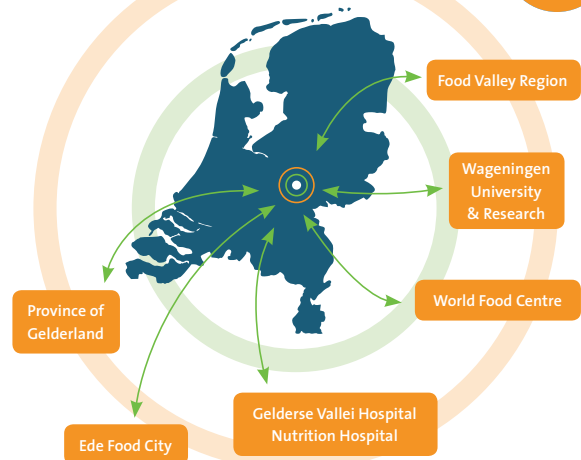 Food Valley Region
Wageningen
University
& Research
World Food Centre
Province of
Gelderland
Gelderse Vallei Hospital
Nutrition Hospital
Ede Food City